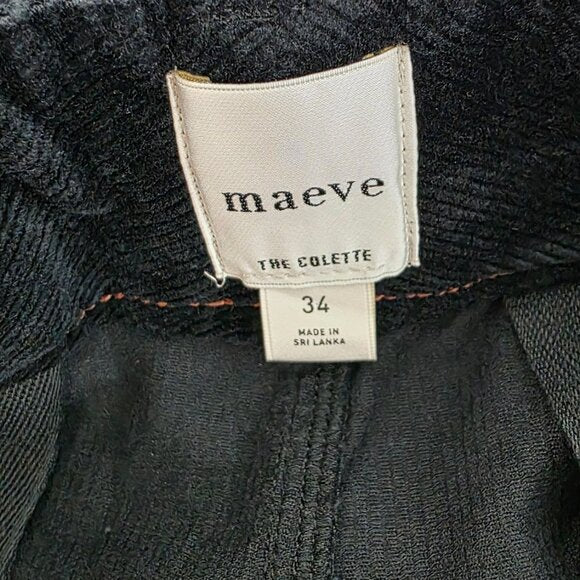 maeve
THE COLETTE
34
MADE IN
SRI LANKA